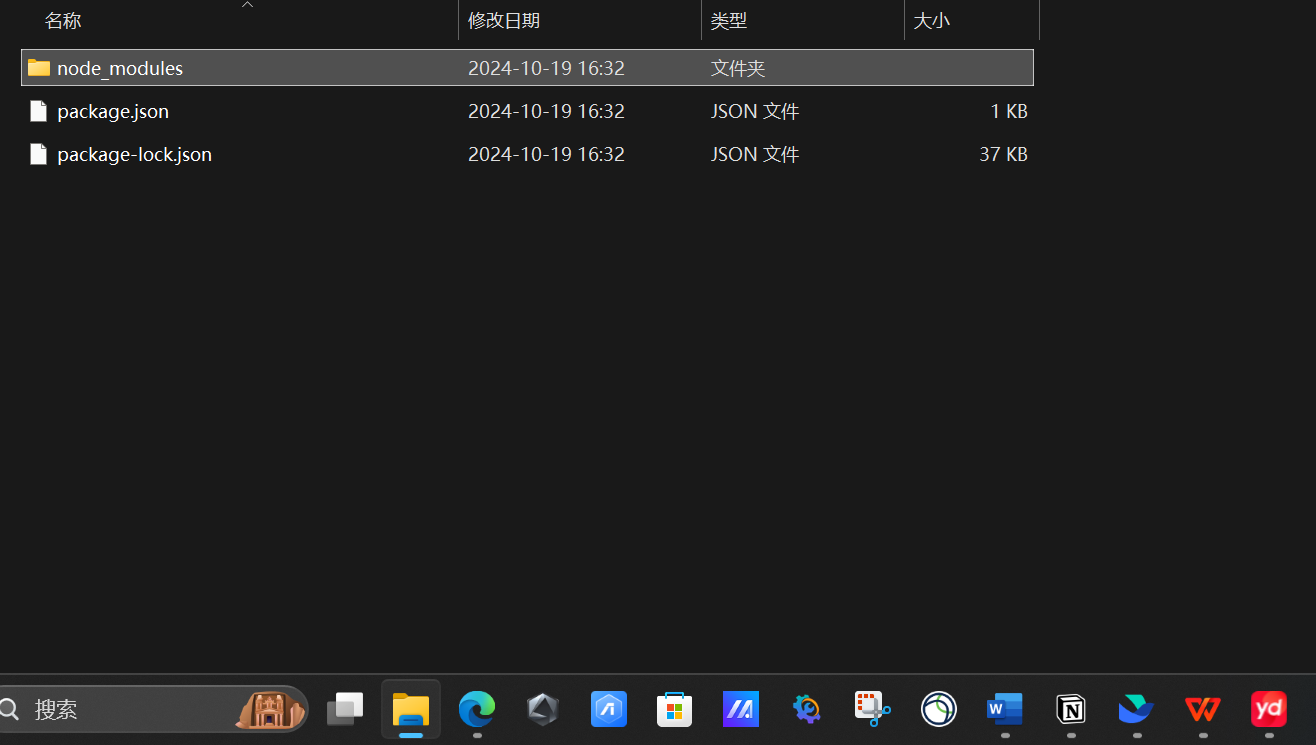 名称 修改日期 类型 大小
node_modules 2024-10-19 16:32 文件夹
package.json 2024-10-19 16:32 JSON 文件 1 KB
package-lock.json 2024-10-19 16:32 JSON 文件 37 KB
搜索
W N yd